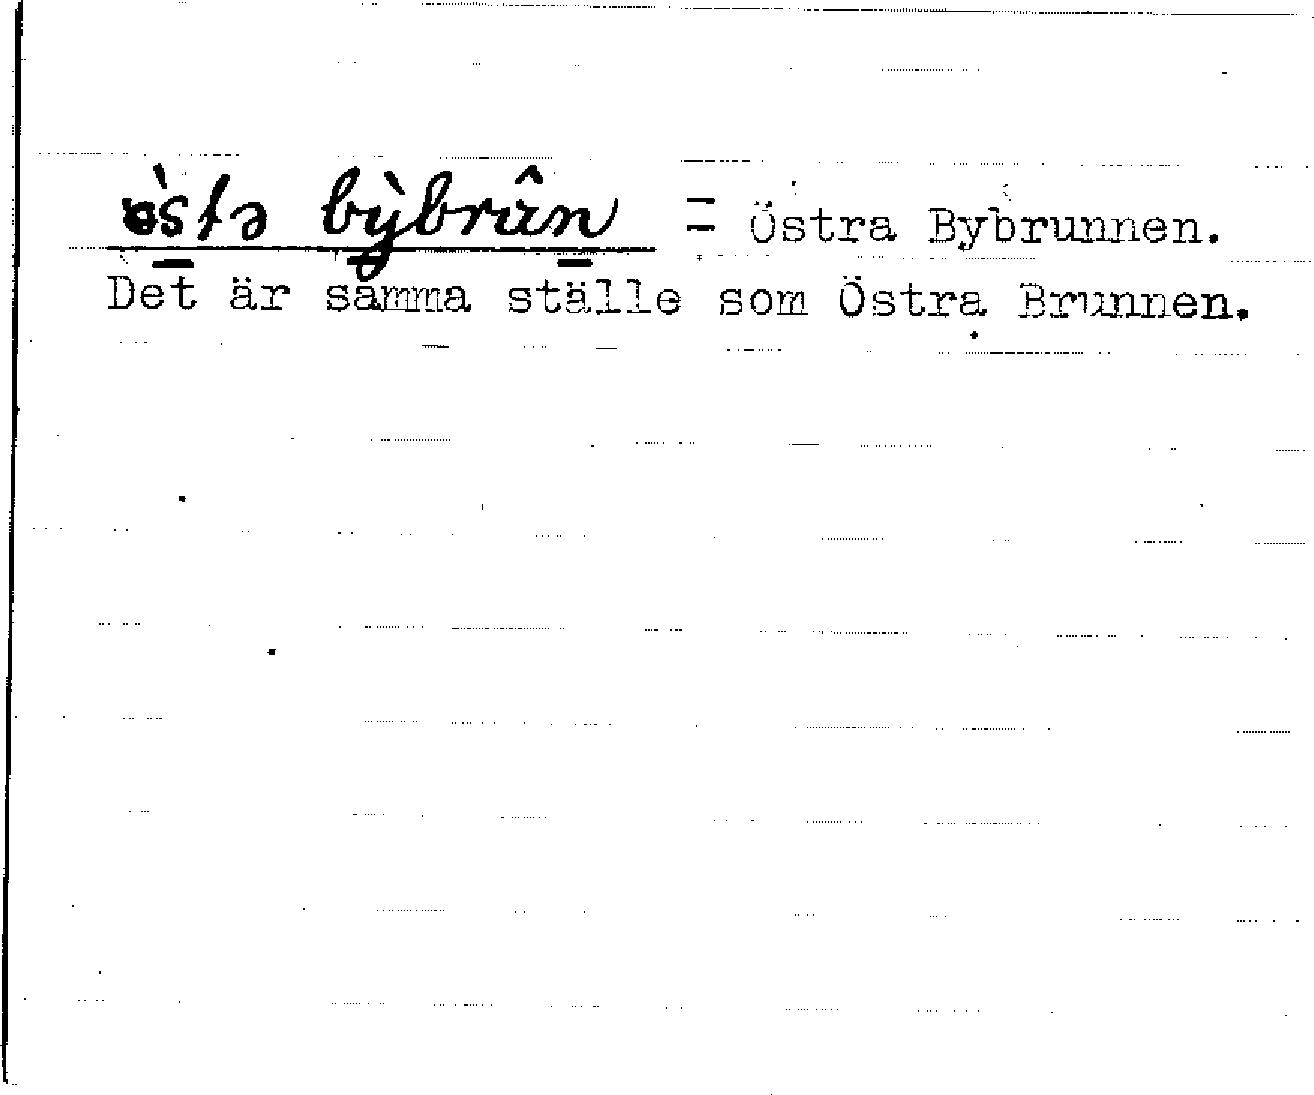 ɵ̀stə bỳbrûn = Östra Bybrunnen.
Det är samma ställe som Östra Brunnen.